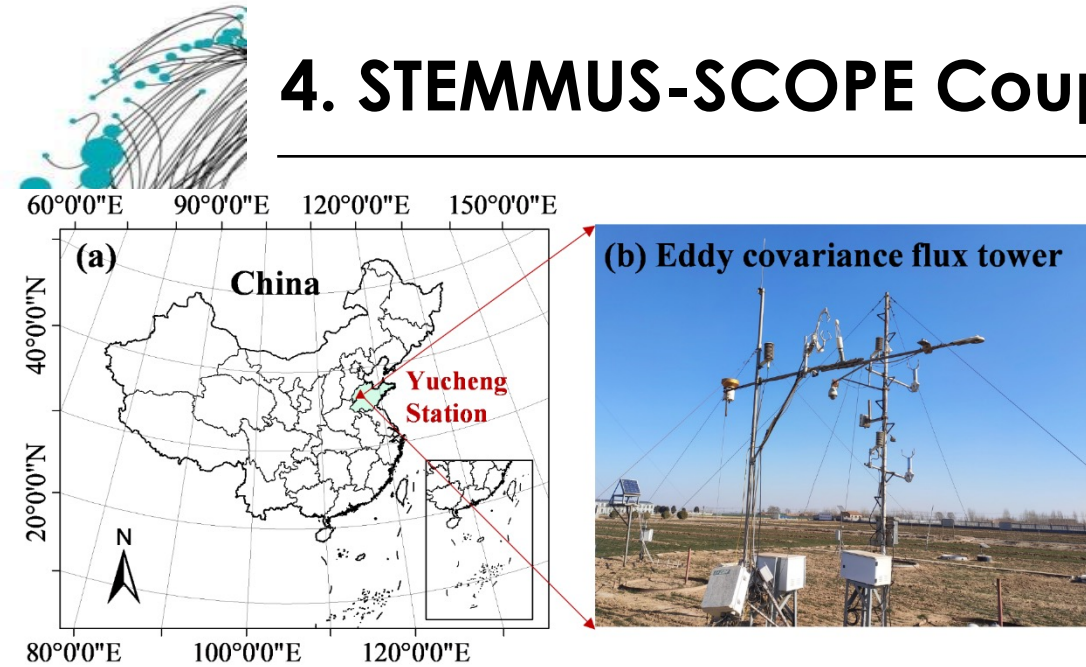 4. STEMMUS-SCOPE Coup
60°0'0"E 90°0'0"E 120°0'0"E 150°0'0"E
(a)
China
(b) Eddy covariance flux tower
40°0'0"N
Yucheng
Station
20°0'0"N
N
80°0'0"E 100°0'0"E 120°0'0"E